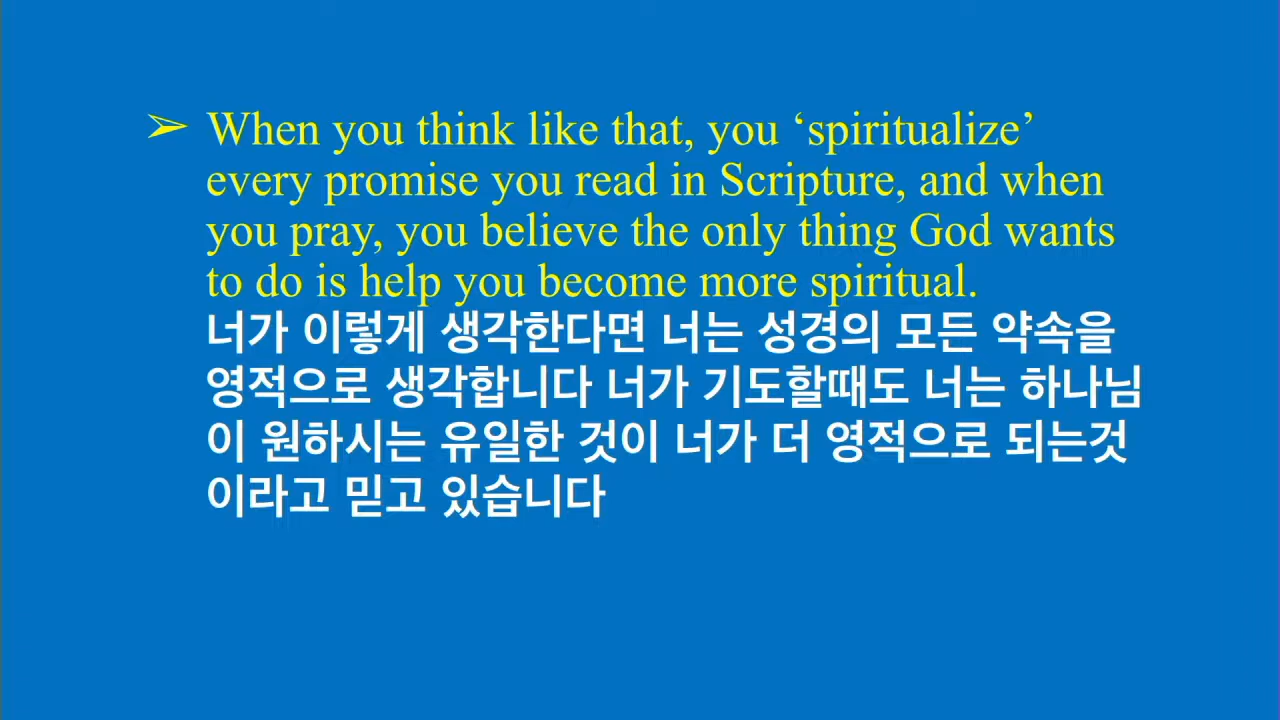 ➢ When you think like that, you ‘spiritualize’
every promise you read in Scripture, and when
you pray, you believe the only thing God wants
to do is help you become more spiritual.
너가 이렇게 생각한다면 너는 성경의 모든 약속을
영적으로 생각합니다 너가 기도할때도 너는 하나님
이 원하시는 유일한 것이 너가 더 영적으로 되는것
이라고 믿고 있습니다